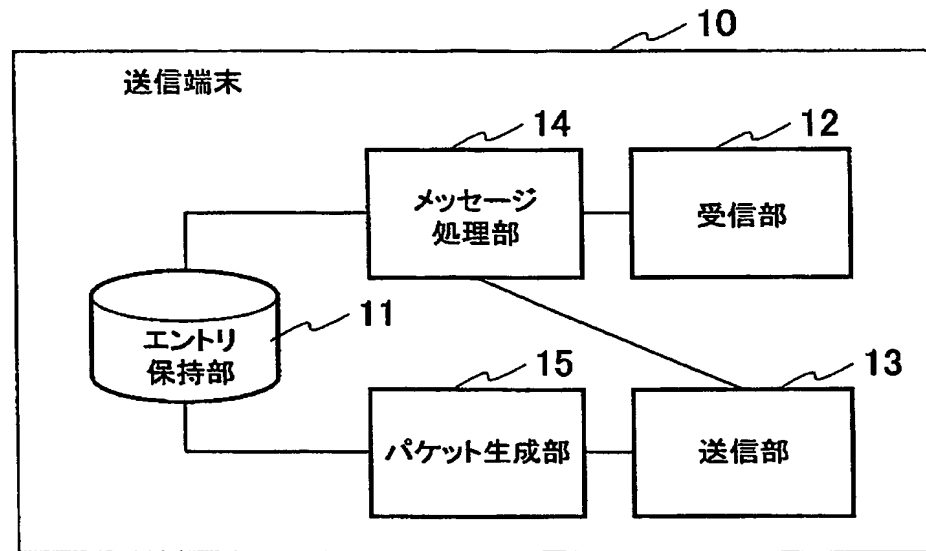 10
送信端末
14
メッセージ
処理部
12
受信部
エントリ
保持部
11
15
パケット生成部
13
送信部